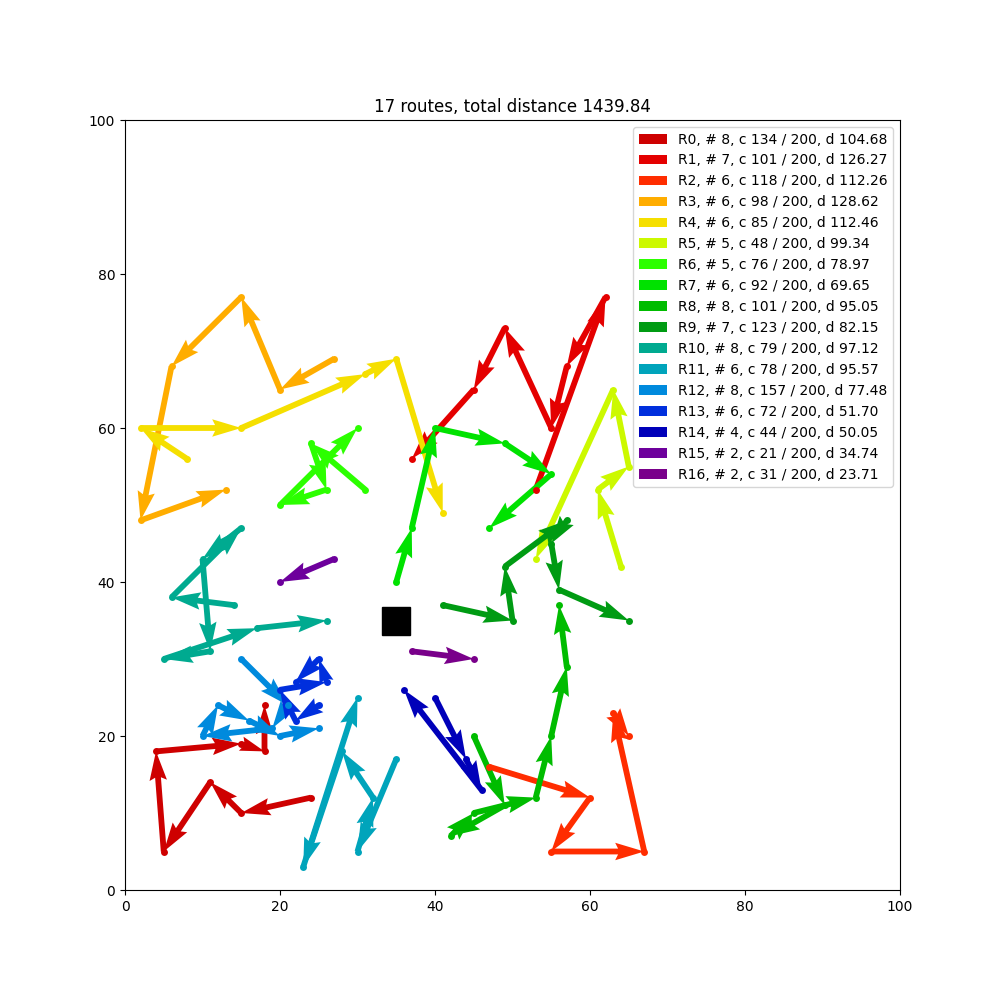 17 routes, total distance 1439.84
R0, # 8, c 134 / 200, d 104.68
R1, # 7, c 101 / 200, d 126.27
R2, # 6, c 118 / 200, d 112.26
R3, # 6, c 98 / 200, d 128.62
R4, # 6, c 85 / 200, d 112.46
R5, # 5, c 48 / 200, d 99.34
R6, # 5, c 76 / 200, d 78.97
R7, # 6, c 92 / 200, d 69.65
R8, # 8, c 101 / 200, d 95.05
R9, # 7, c 123 / 200, d 82.15
R10, # 8, c 79 / 200, d 97.12
R11, # 6, c 78 / 200, d 95.57
R12, # 8, c 157 / 200, d 77.48
R13, # 6, c 72 / 200, d 51.70
R14, # 4, c 44 / 200, d 50.05
R15, # 2, c 21 / 200, d 34.74
R16, # 2, c 31 / 200, d 23.71
100
80
60
40
20
0
0 20 40 60 80 100